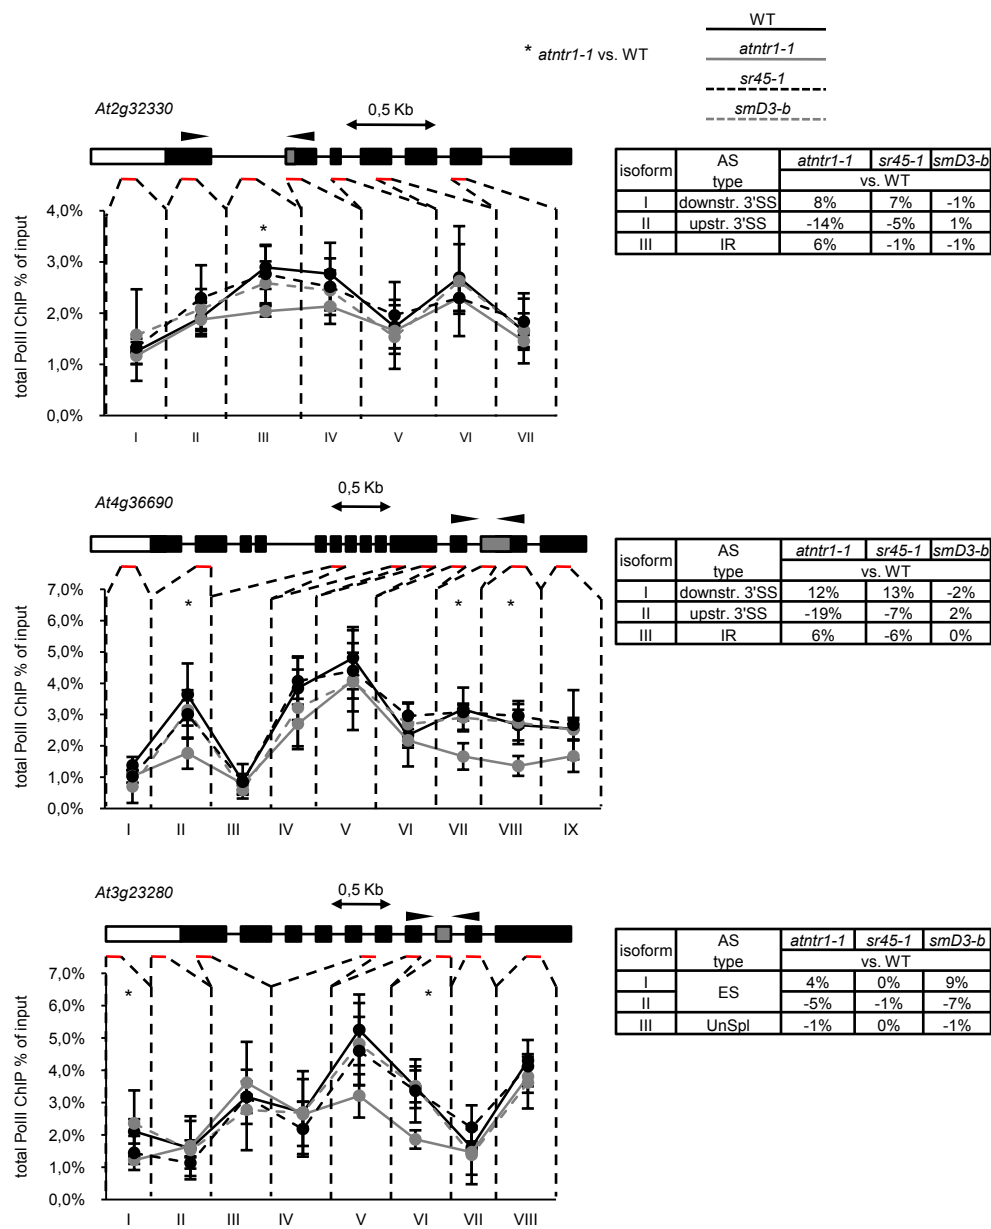 WT
* atntr1-1 vs. WT
atntr1-1
sr45-1
smD3-b
At2g32330
0,5 Kb
isoform AS type atntr1-1 sr45-1 smD3-b
vs. WT
I downstr. 3'SS 8% 7% -1%
II upstr. 3'SS -14% -5% 1%
III IR 6% -1% -1%
total PolII ChIP % of input
4,0%
3,0%
2,0%
1,0%
0,0%
*
I II III IV V VI VII
At4g36690
0,5 Kb
isoform AS type atntr1-1 sr45-1 smD3-b
vs. WT
I downstr. 3'SS 12% 13% -2%
II upstr. 3'SS -19% -7% 2%
III IR 6% -6% 0%
total PolII ChIP % of input
7,0%
6,0%
5,0%
4,0%
3,0%
2,0%
1,0%
0,0%
* * *
I II III IV V VI VII VIII IX
At3g23280
0,5 Kb
isoform AS type atntr1-1 sr45-1 smD3-b
vs. WT
I ES 4% 0% 9%
II -5% -1% -7%
III UnSpl -1% 0% -1%
total PolII ChIP % of input
7,0%
6,0%
5,0%
4,0%
3,0%
2,0%
1,0%
0,0%
* *
I II III IV V VI VII VIII